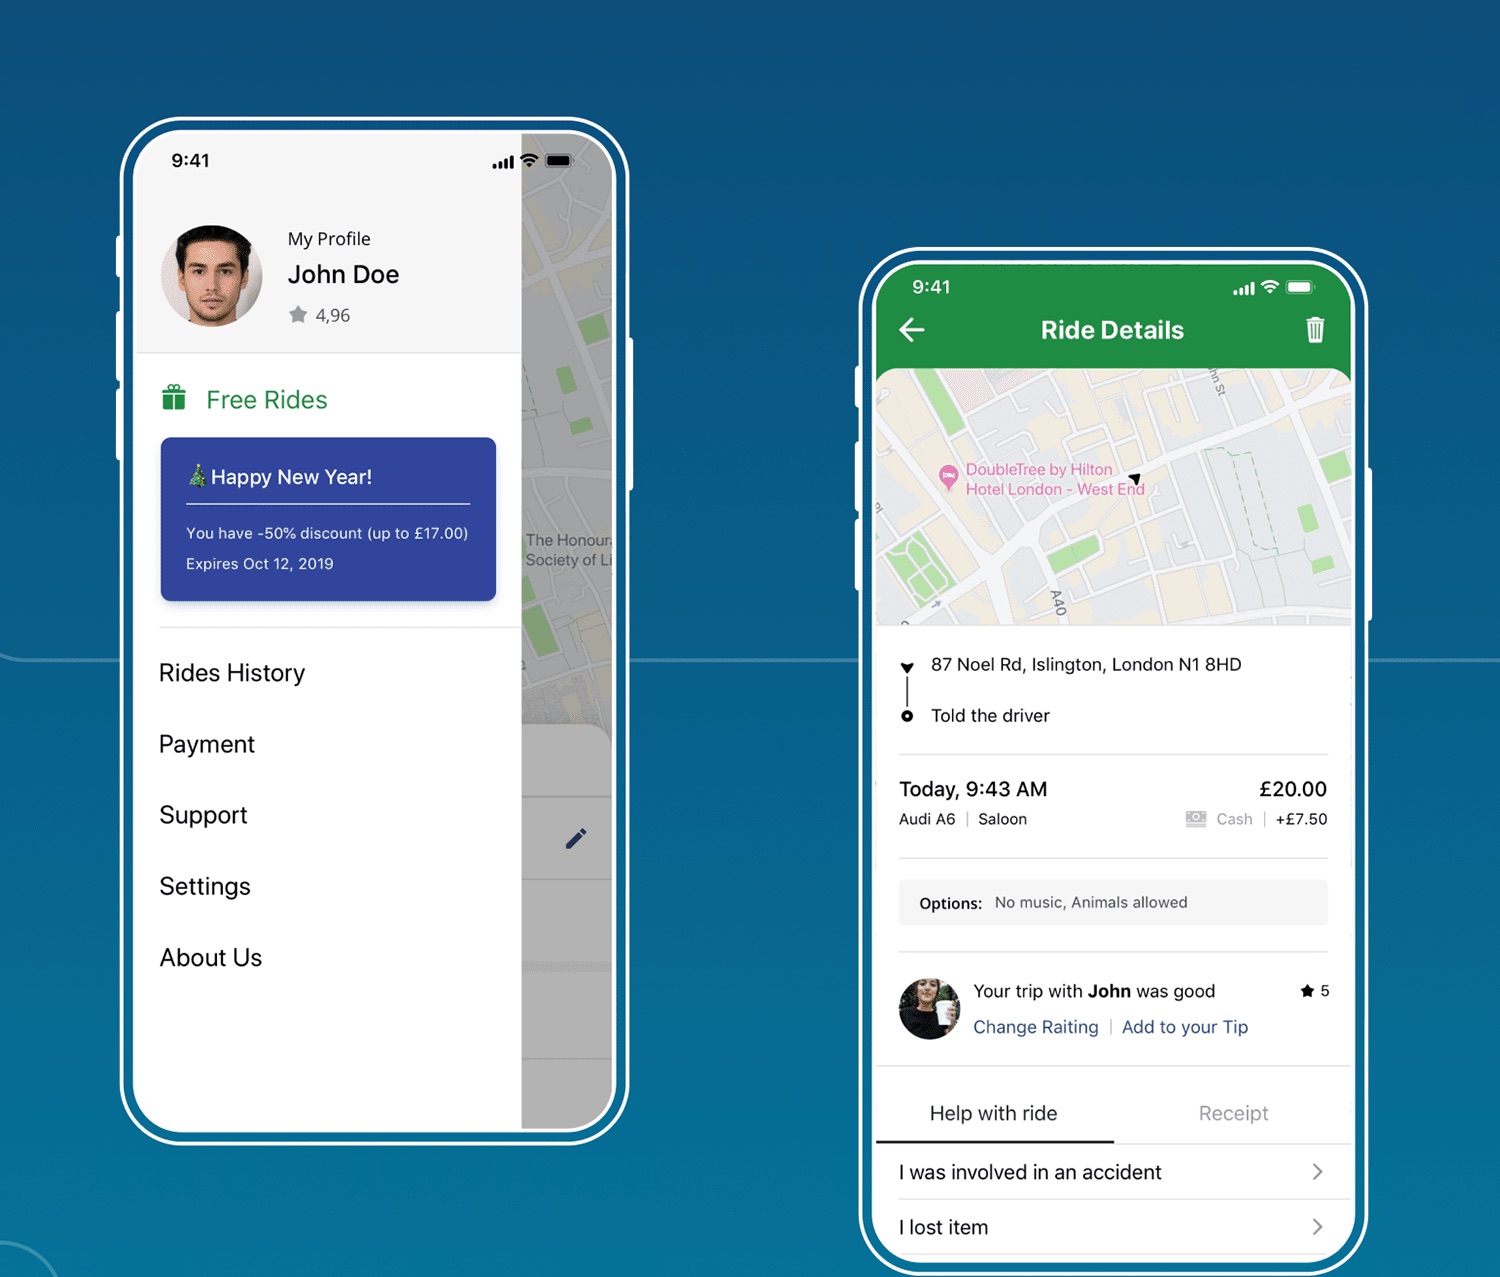 9:41
My Profile
John Doe
4,96
Free Rides
Happy New Year!
You have -50% discount (up to £17.00)
Expires Oct 12, 2019
Rides History
Payment
Support
Settings
About Us
The Honour
Society of Li
9:41
Ride Details
hn St
DoubleTree by Hilton
Hotel London - West End
A40
87 Noel Rd, Islington, London N1 8HD
Told the driver
Today, 9:43 AM £20.00
Audi A6 | Saloon Cash | +£7.50
Options: No music, Animals allowed
Your trip with John was good 5
Change Raiting | Add to your Tip
Help with ride Receipt
I was involved in an accident
I lost item